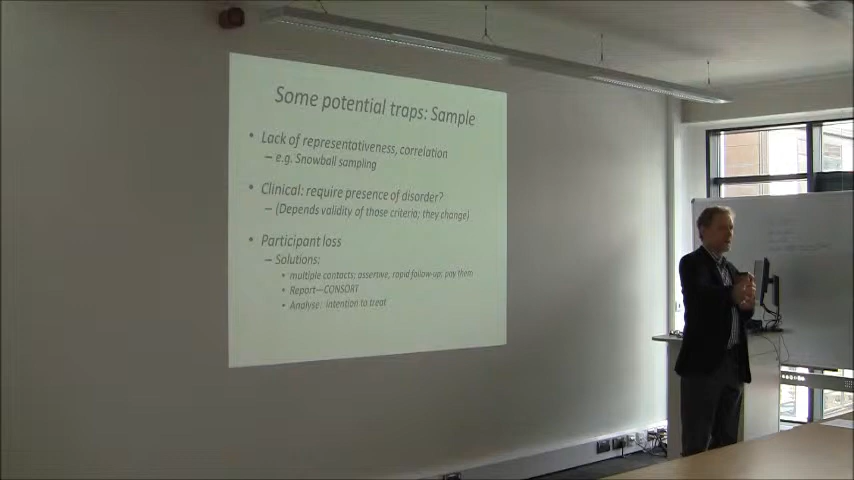 Some potential traps: Sample
• Lack of representativeness, correlation
– e.g. Snowball sampling
• Clinical: require presence of disorder?
– (Depends validity of those criteria; they change)
• Participant loss
– Solutions:
• multiple contacts; assertive, rapid follow-up; pay them
• Report—CONSORT
• Analyse: intention to treat